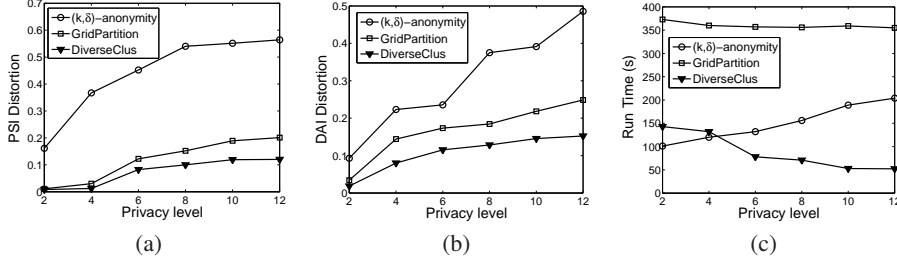 PSI Distortion
0.7
0.6
0.5
0.4
0.3
0.2
0.1
0
(k,δ)−anonymity
GridPartition
DiverseClus
2 4 6 8 10 12
Privacy level
(a)
DAI Distortion
0.5
0.4
0.3
0.2
0.1
0
(k,δ)−anonymity
GridPartition
DiverseClus
2 4 6 8 10 12
Privacy level
(b)
Run Time (s)
400
350
300
250
200
150
100
50
0
(k,δ)−anonymity
GridPartition
DiverseClus
2 4 6 8 10 12
Privacy level
(c)